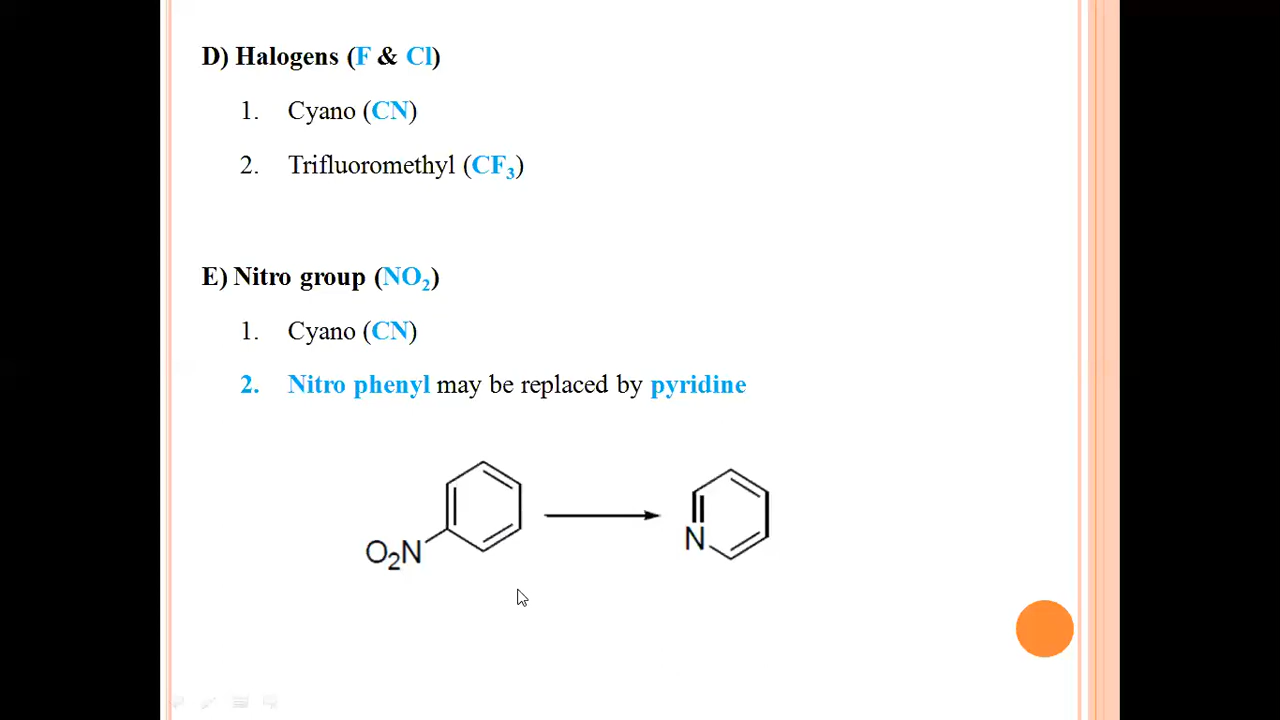 D) Halogens (F & Cl)
1. Cyano (CN)
2. Trifluoromethyl (CF₃)
E) Nitro group (NO₂)
1. Cyano (CN)
2. Nitro phenyl may be replaced by pyridine
O₂N
N